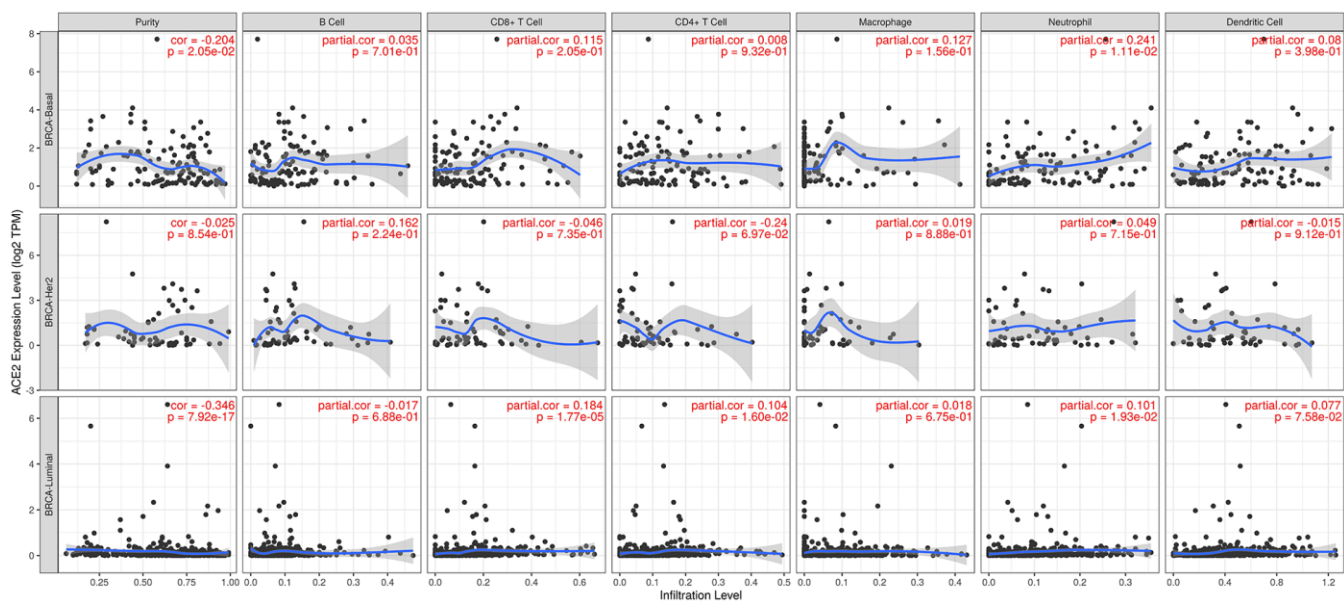 Purity B Cell CD8+ T Cell CD4+ T Cell Macrophage Neutrophil Dendritic Cell
ACE2 Expression Level (log2 TPM)
BRCA-Basal
8
6
4
2
0
cor = -0.204
p = 2.05e-02
partial.cor = 0.035
p = 7.01e-01
partial.cor = 0.115
p = 2.05e-01
partial.cor = 0.008
p = 9.32e-01
partial.cor = 0.127
p = 1.56e-01
partial.cor = 0.241
p = 1.11e-02
partial.cor = 0.08
p = 3.98e-01
BRCA-Her2
6
3
0
-3
cor = -0.025
p = 8.54e-01
partial.cor = 0.162
p = 2.24e-01
partial.cor = -0.046
p = 7.35e-01
partial.cor = -0.24
p = 6.97e-02
partial.cor = 0.019
p = 8.88e-01
partial.cor = 0.049
p = 7.15e-01
partial.cor = -0.015
p = 9.12e-01
BRCA-Luminal
6
4
2
0
cor = -0.346
p = 7.92e-17
partial.cor = -0.017
p = 6.88e-01
partial.cor = 0.184
p = 1.77e-05
partial.cor = 0.104
p = 1.60e-02
partial.cor = 0.018
p = 6.75e-01
partial.cor = 0.101
p = 1.93e-02
partial.cor = 0.077
p = 7.58e-02
0.25 0.50 0.75 1.00 0.0 0.1 0.2 0.3 0.4 0.0 0.2 0.4 0.6 0.0 0.1 0.2 0.3 0.4 0.5 0.0 0.1 0.2 0.3 0.4 0.0 0.1 0.2 0.3 0.0 0.4 0.8 1.2
Infiltration Level